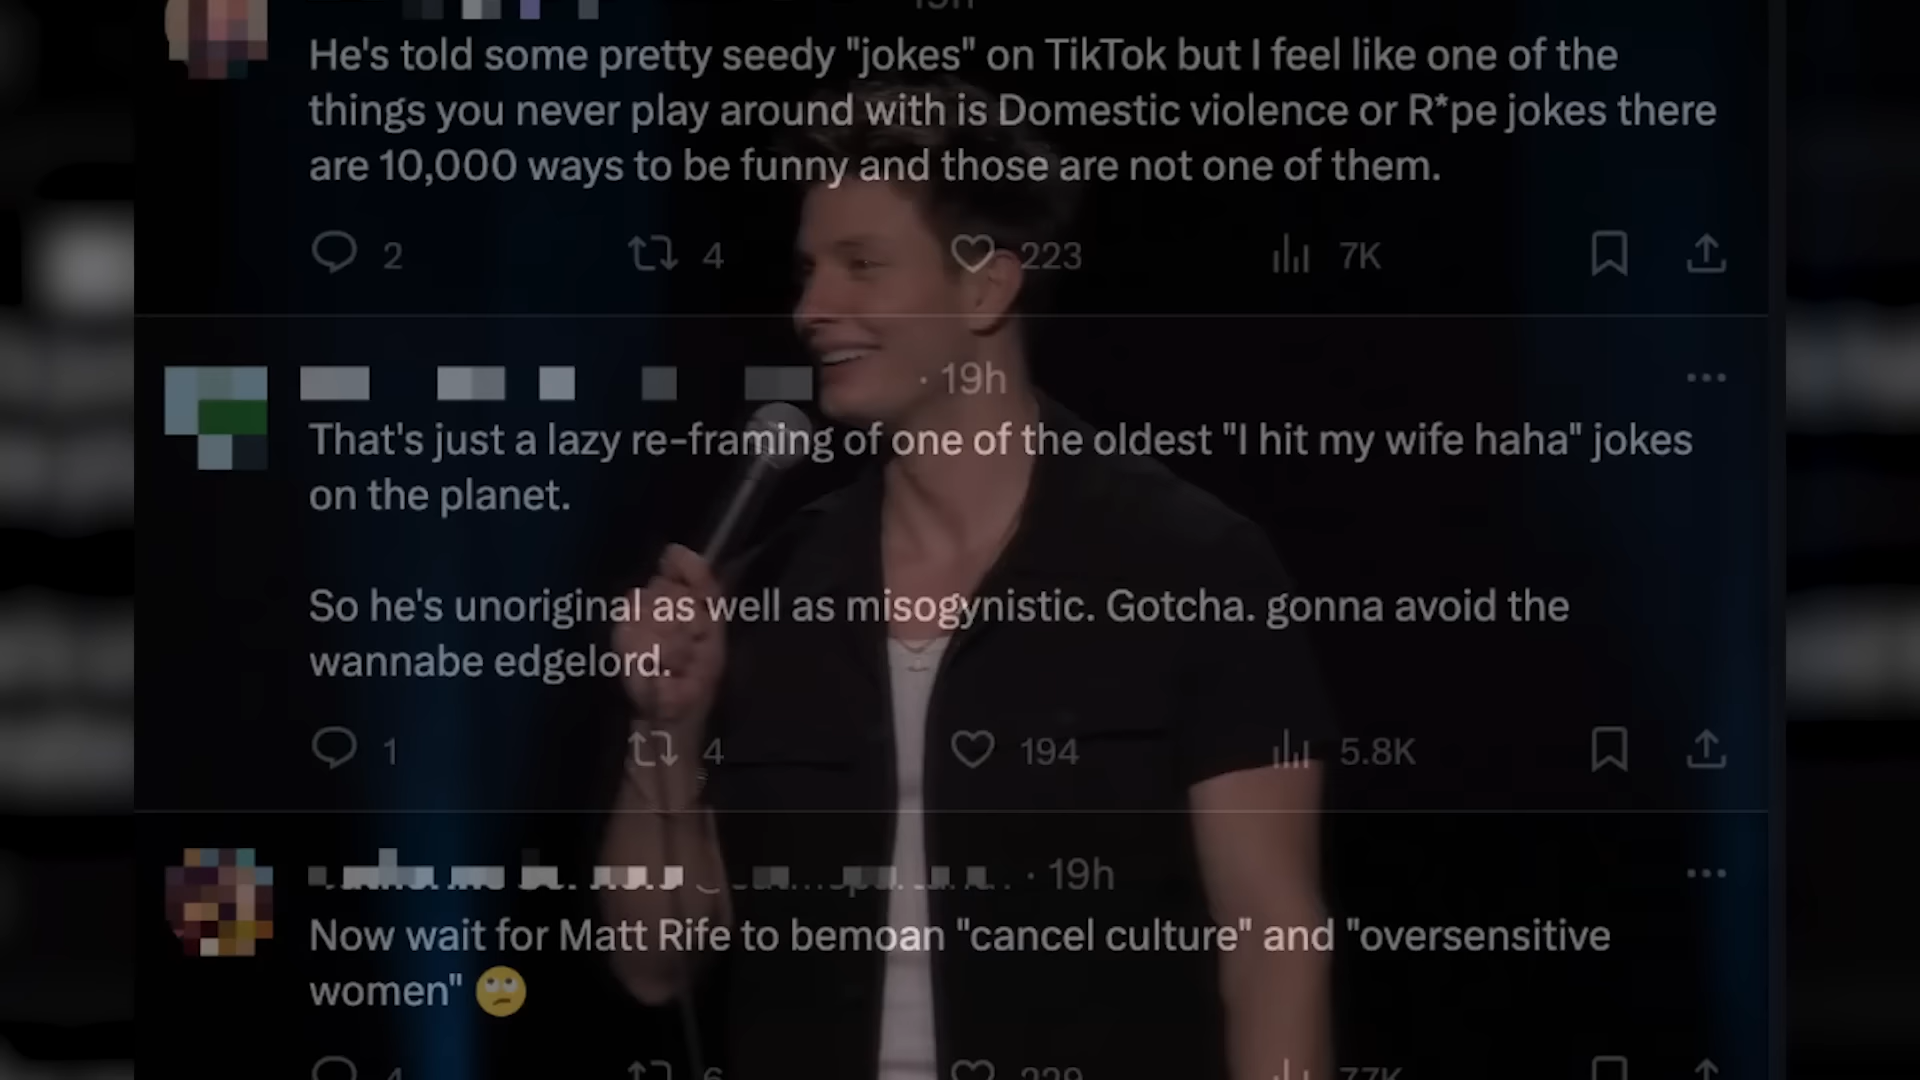 He's told some pretty seedy "jokes" on TikTok but I feel like one of the
things you never play around with is Domestic violence or R*pe jokes there
are 10,000 ways to be funny and those are not one of them.
2 4 223 7K
· 19h
That's just a lazy re-framing of one of the oldest "I hit my wife haha" jokes
on the planet.
So he's unoriginal as well as misogynistic. Gotcha. gonna avoid the
wannabe edgelord.
1 4 194 5.8K
· 19h
Now wait for Matt Rife to bemoan "cancel culture" and "oversensitive
women" 🙄
4 6 229 77K